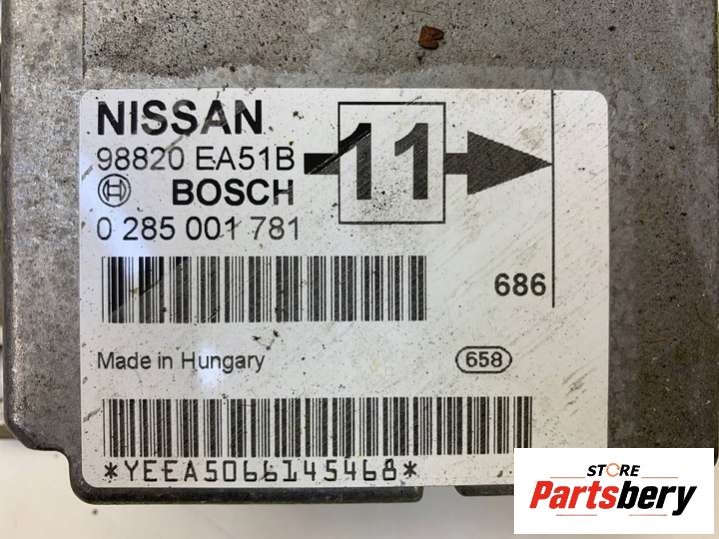 NISSAN
98820 EA51B
11
BOSCH
0 285 001 781
686
Made in Hungary
658
*YEEA5066145468*
STORE
Partsbery